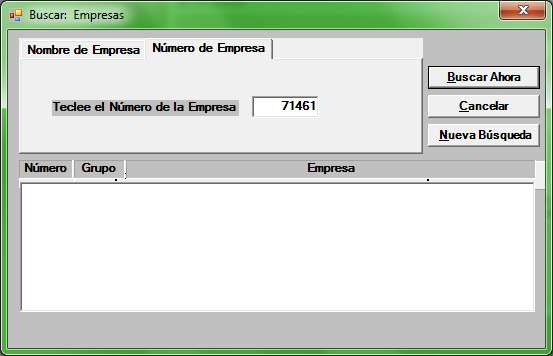 Buscar: Empresas
Nombre de Empresa
Número de Empresa
Teclee el Número de la Empresa
71461
Buscar Ahora
Cancelar
Nueva Búsqueda
Número
Grupo
Empresa